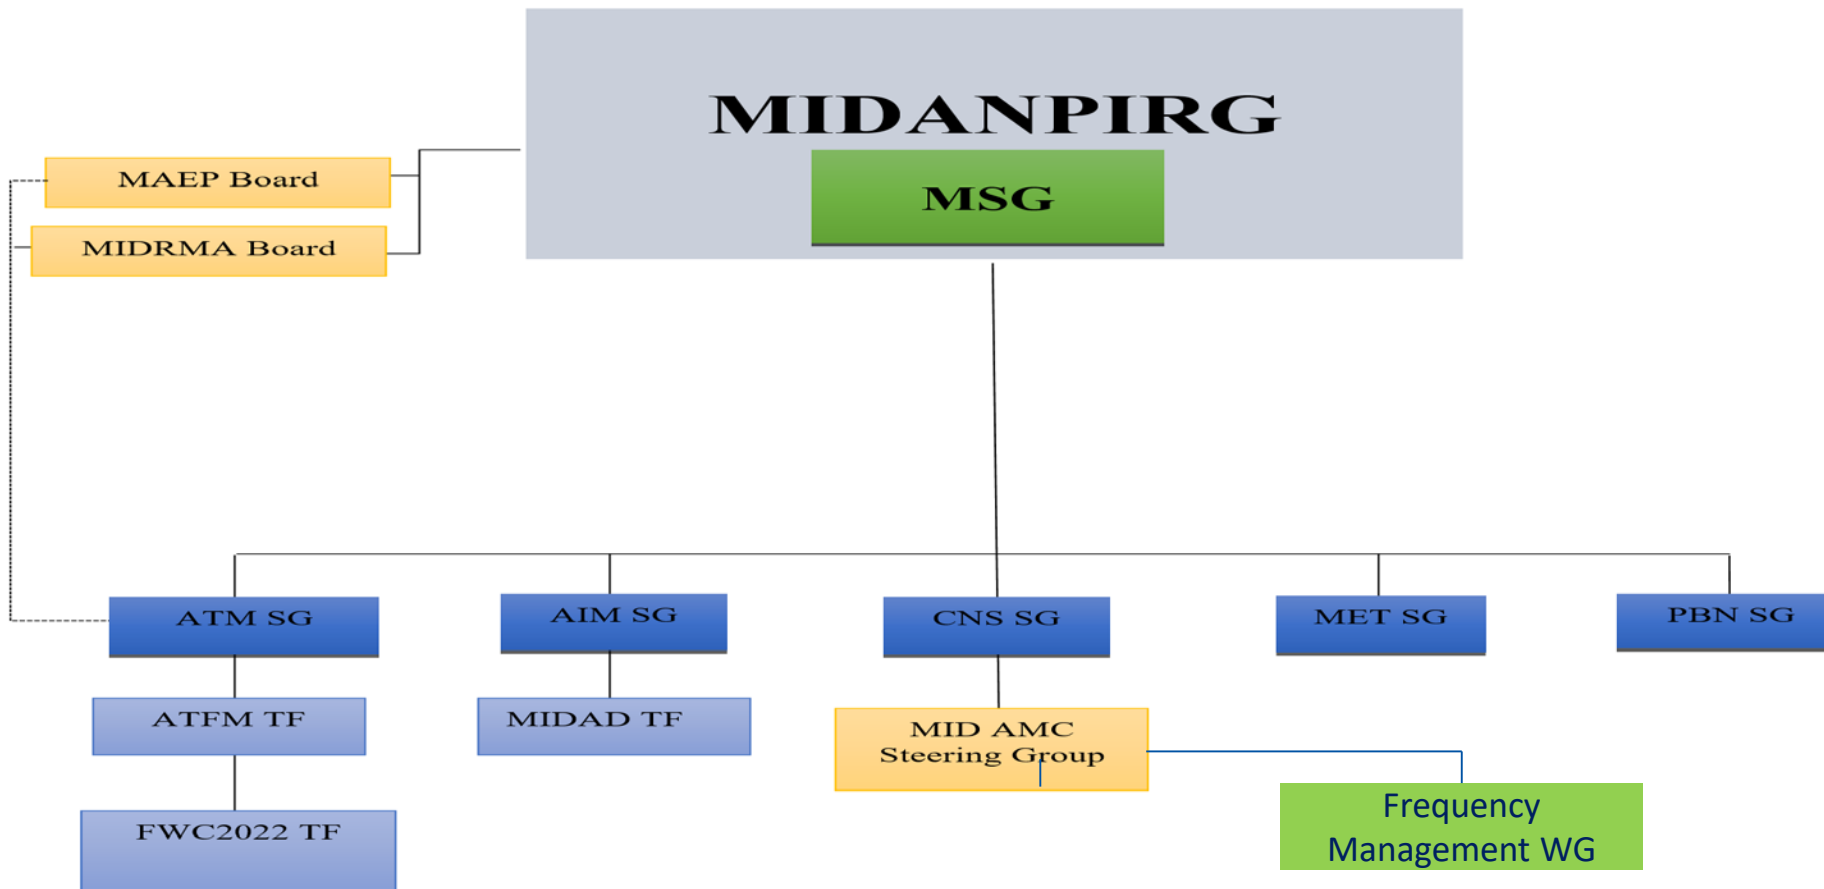 MIDANPIRG
MSG
MAEP Board
MIDRMA Board
ATM SG
AIM SG
CNS SG
MET SG
PBN SG
ATFM TF
MIDAD TF
MID AMC
Steering Group
FWC2022 TF
Frequency
Management WG